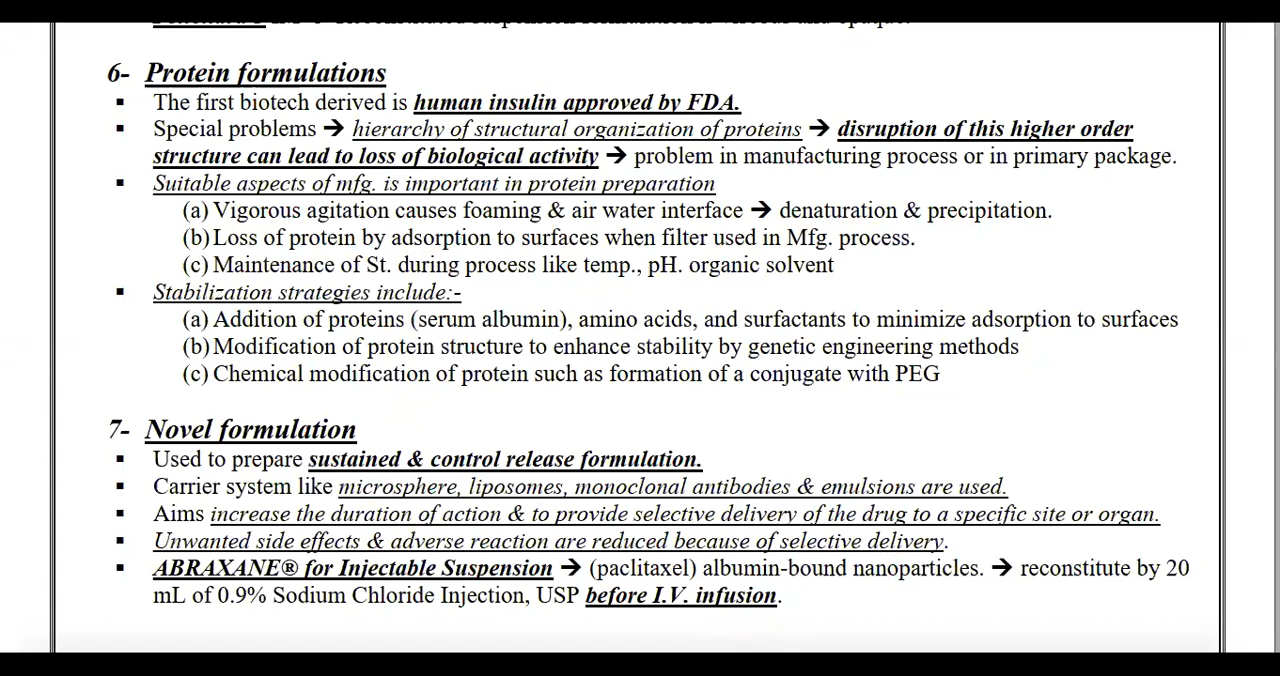 6- Protein formulations
▪ The first biotech derived is human insulin approved by FDA.
▪ Special problems → hierarchy of structural organization of proteins → disruption of this higher order
structure can lead to loss of biological activity → problem in manufacturing process or in primary package.
▪ Suitable aspects of mfg. is important in protein preparation
(a) Vigorous agitation causes foaming & air water interface → denaturation & precipitation.
(b) Loss of protein by adsorption to surfaces when filter used in Mfg. process.
(c) Maintenance of St. during process like temp., pH. organic solvent
▪ Stabilization strategies include:-
(a) Addition of proteins (serum albumin), amino acids, and surfactants to minimize adsorption to surfaces
(b) Modification of protein structure to enhance stability by genetic engineering methods
(c) Chemical modification of protein such as formation of a conjugate with PEG
7- Novel formulation
▪ Used to prepare sustained & control release formulation.
▪ Carrier system like microsphere, liposomes, monoclonal antibodies & emulsions are used.
▪ Aims increase the duration of action & to provide selective delivery of the drug to a specific site or organ.
▪ Unwanted side effects & adverse reaction are reduced because of selective delivery.
▪ ABRAXANE® for Injectable Suspension → (paclitaxel) albumin-bound nanoparticles. → reconstitute by 20
mL of 0.9% Sodium Chloride Injection, USP before I.V. infusion.